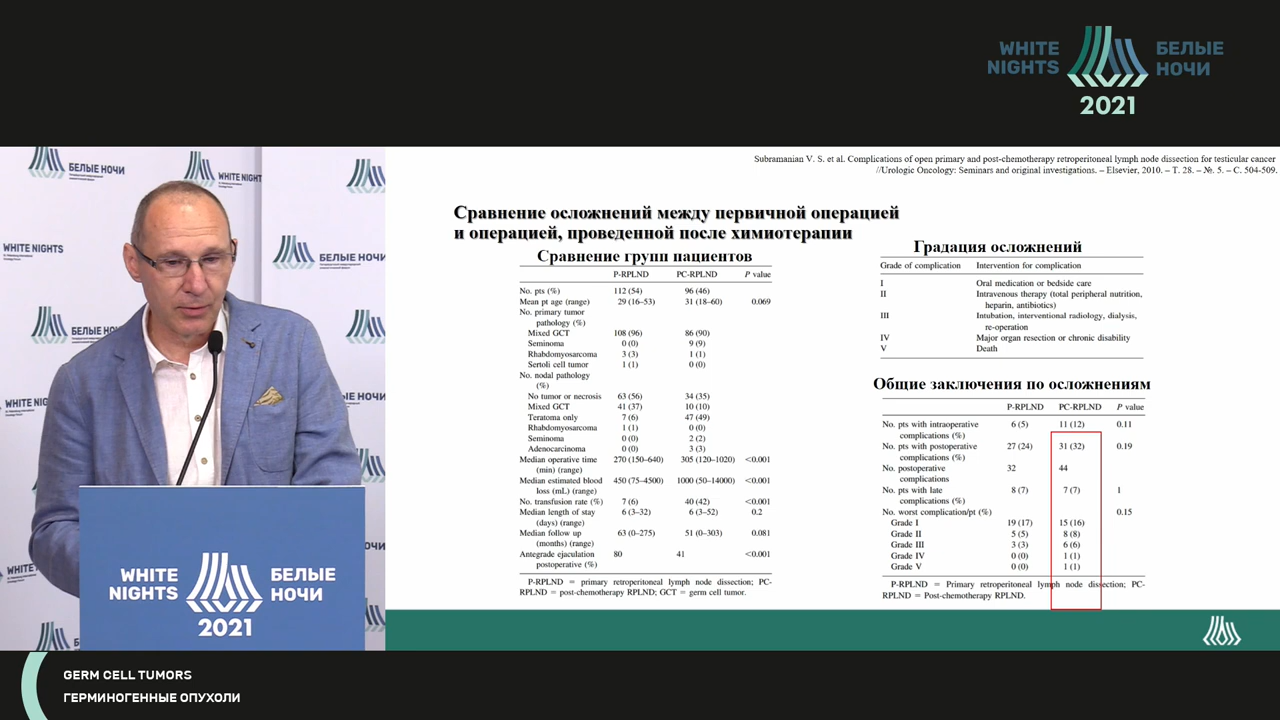 WHITE NIGHTS
БЕЛЫЕ НОЧИ
2021
Subramanian V. S. et al. Complications of open primary and post-chemotherapy retroperitoneal lymph node dissection for testicular cancer
//Urologic Oncology: Seminars and original investigations. – Elsevier, 2010. – Т. 28. – №. 5. – С. 504-509.
Сравнение осложнений между первичной операцией
и операцией, проведенной после химиотерапии
Сравнение групп пациентов
P-RPLND PC-RPLND P value
No. pts (%) 112 (54) 96 (46)
Mean pt age (range) 29 (16–53) 31 (18–60) 0.069
No. primary tumor
pathology (%)
Mixed GCT 108 (96) 86 (90)
Seminoma 0 (0) 9 (9)
Rhabdomyosarcoma 3 (3) 1 (1)
Sertoli cell tumor 1 (1) 0 (0)
No. nodal pathology
(%)
No tumor or necrosis 63 (56) 34 (35)
Mixed GCT 41 (37) 10 (10)
Teratoma only 7 (6) 47 (49)
Rhabdomyosarcoma 1 (1) 0 (0)
Seminoma 0 (0) 2 (2)
Adenocarcinoma 0 (0) 3 (3)
Median operative time 270 (150–640) 305 (120–1020) <0.001
(min) (range)
Median estimated blood 450 (75–4500) 1000 (50–14000) <0.001
loss (mL) (range)
No. transfusion rate (%) 7 (6) 40 (42) <0.001
Median length of stay 6 (3–32) 6 (3–52) 0.2
(days) (range)
Median follow up 63 (0–275) 51 (0–303) 0.081
(months) (range)
Antegrade ejaculation 80 41 <0.001
postoperative (%)
P-RPLND = primary retroperitoneal lymph node dissection; PC-
RPLND = post-chemotherapy RPLND; GCT = germ cell tumor.
Градация осложнений
Grade of complication Intervention for complication
I Oral medication or bedside care
II Intravenous therapy (total peripheral nutrition,
heparin, antibiotics)
III Intubation, interventional radiology, dialysis,
re-operation
IV Major organ resection or chronic disability
V Death
Общие заключения по осложнениям
P-RPLND PC-RPLND P value
No. pts with intraoperative 6 (5) 11 (12) 0.11
complications (%)
No. pts with postoperative 27 (24) 31 (32) 0.19
complications (%)
No. postoperative 32 44
complications
No. pts with late 8 (7) 7 (7) 1
complications (%)
No. worst complication/pt (%) 0.15
Grade I 19 (17) 15 (16)
Grade II 5 (5) 8 (8)
Grade III 3 (3) 6 (6)
Grade IV 0 (0) 1 (1)
Grade V 0 (0) 1 (1)
P-RPLND = Primary retroperitoneal lymph node dissection; PC-
RPLND = Post-chemotherapy RPLND.
БЕЛЫЕ НОЧИ
WHITE NIGHTS
WHITE NIGHTS
БЕЛЫЕ НОЧИ
WHITE NIGHTS
БЕЛЫЕ НОЧИ
2021
GERM CELL TUMORS
ГЕРМИНОГЕННЫЕ ОПУХОЛИ